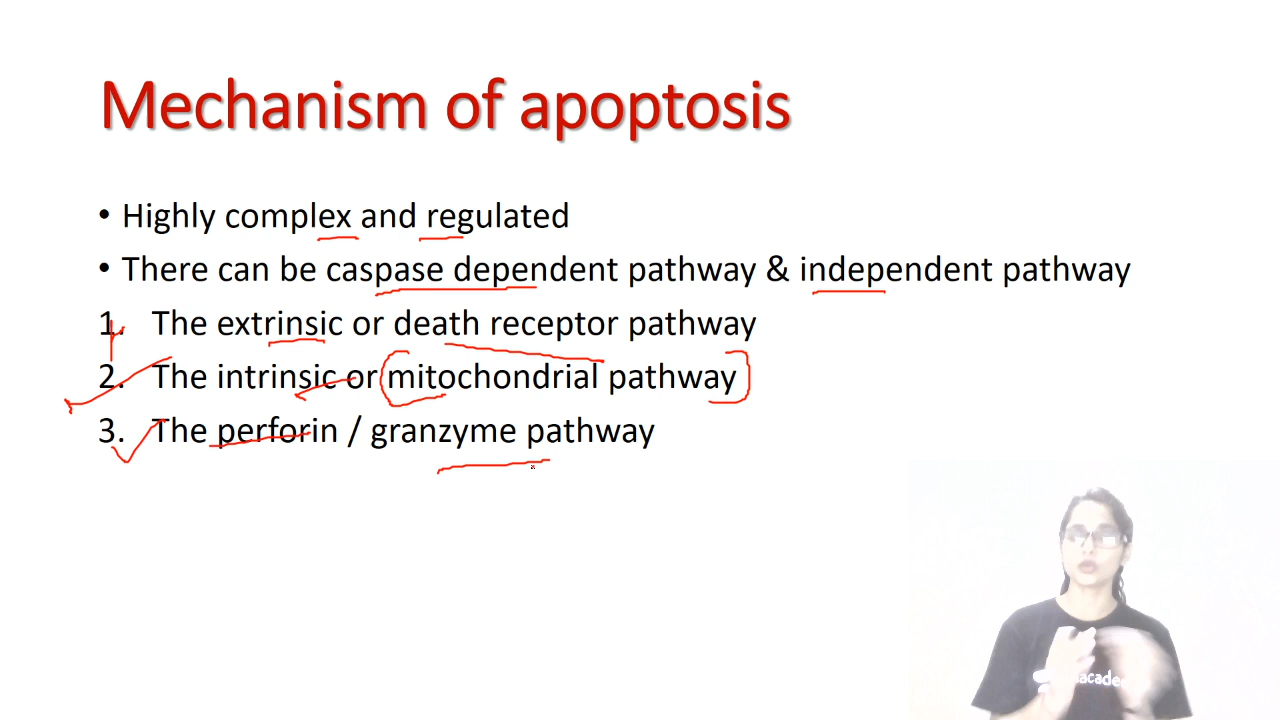 Mechanism of apoptosis
• Highly complex and regulated
• There can be caspase dependent pathway & independent pathway
1. The extrinsic or death receptor pathway
2. The intrinsic or mitochondrial pathway
3. The perforin / granzyme pathway